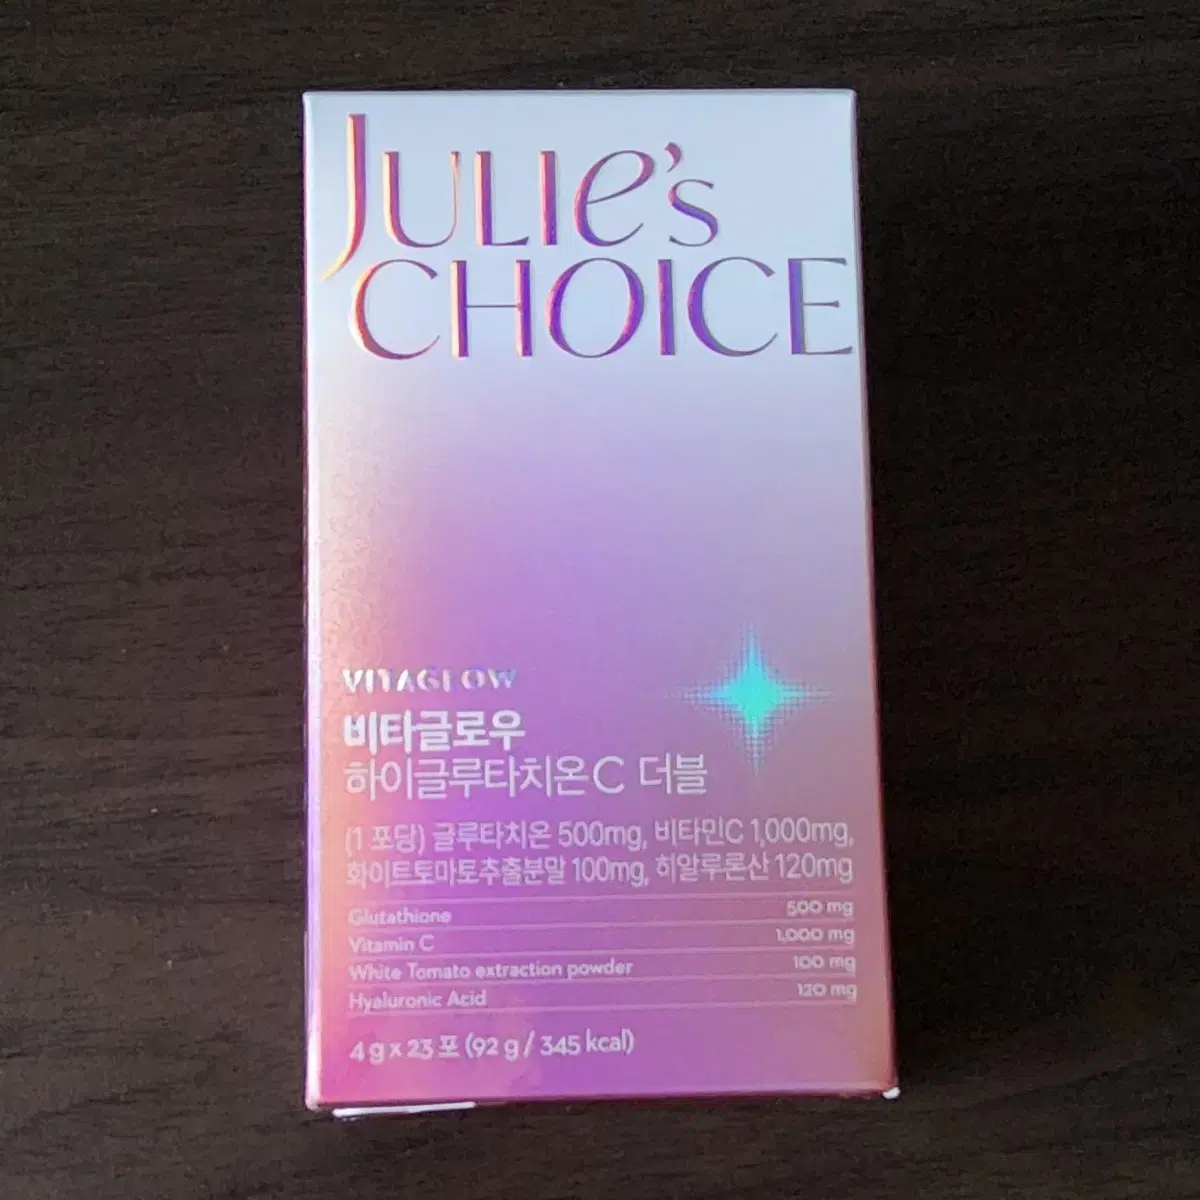 JULIE's
CHOICE
VITAGLOW
비타글로우
하이글루타치온C 더블
(1 포당) 글루타치온 500mg, 비타민C 1,000mg,
화이트토마토추출분말 100mg, 히알루론산 120mg
Glutathione 500 mg
Vitamin C 1,000 mg
White Tomato extraction powder 100 mg
Hyaluronic Acid 120 mg
4 g x 23 포 (92 g / 345 kcal)